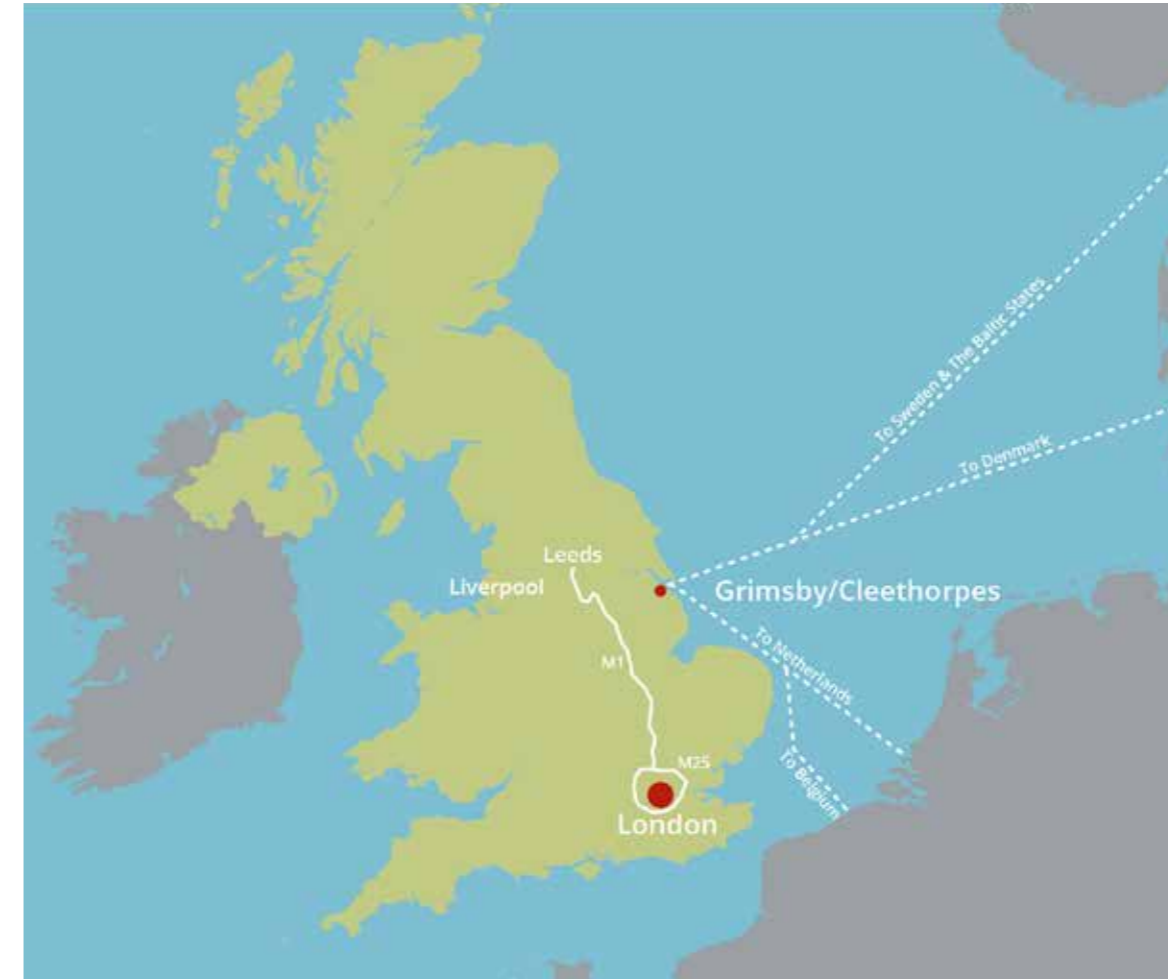 To Sweden & The Baltic States
To Denmark
Leeds
Liverpool
Grimsby/Cleethorpes
To Netherlands
M1
M25
To Belgium
London